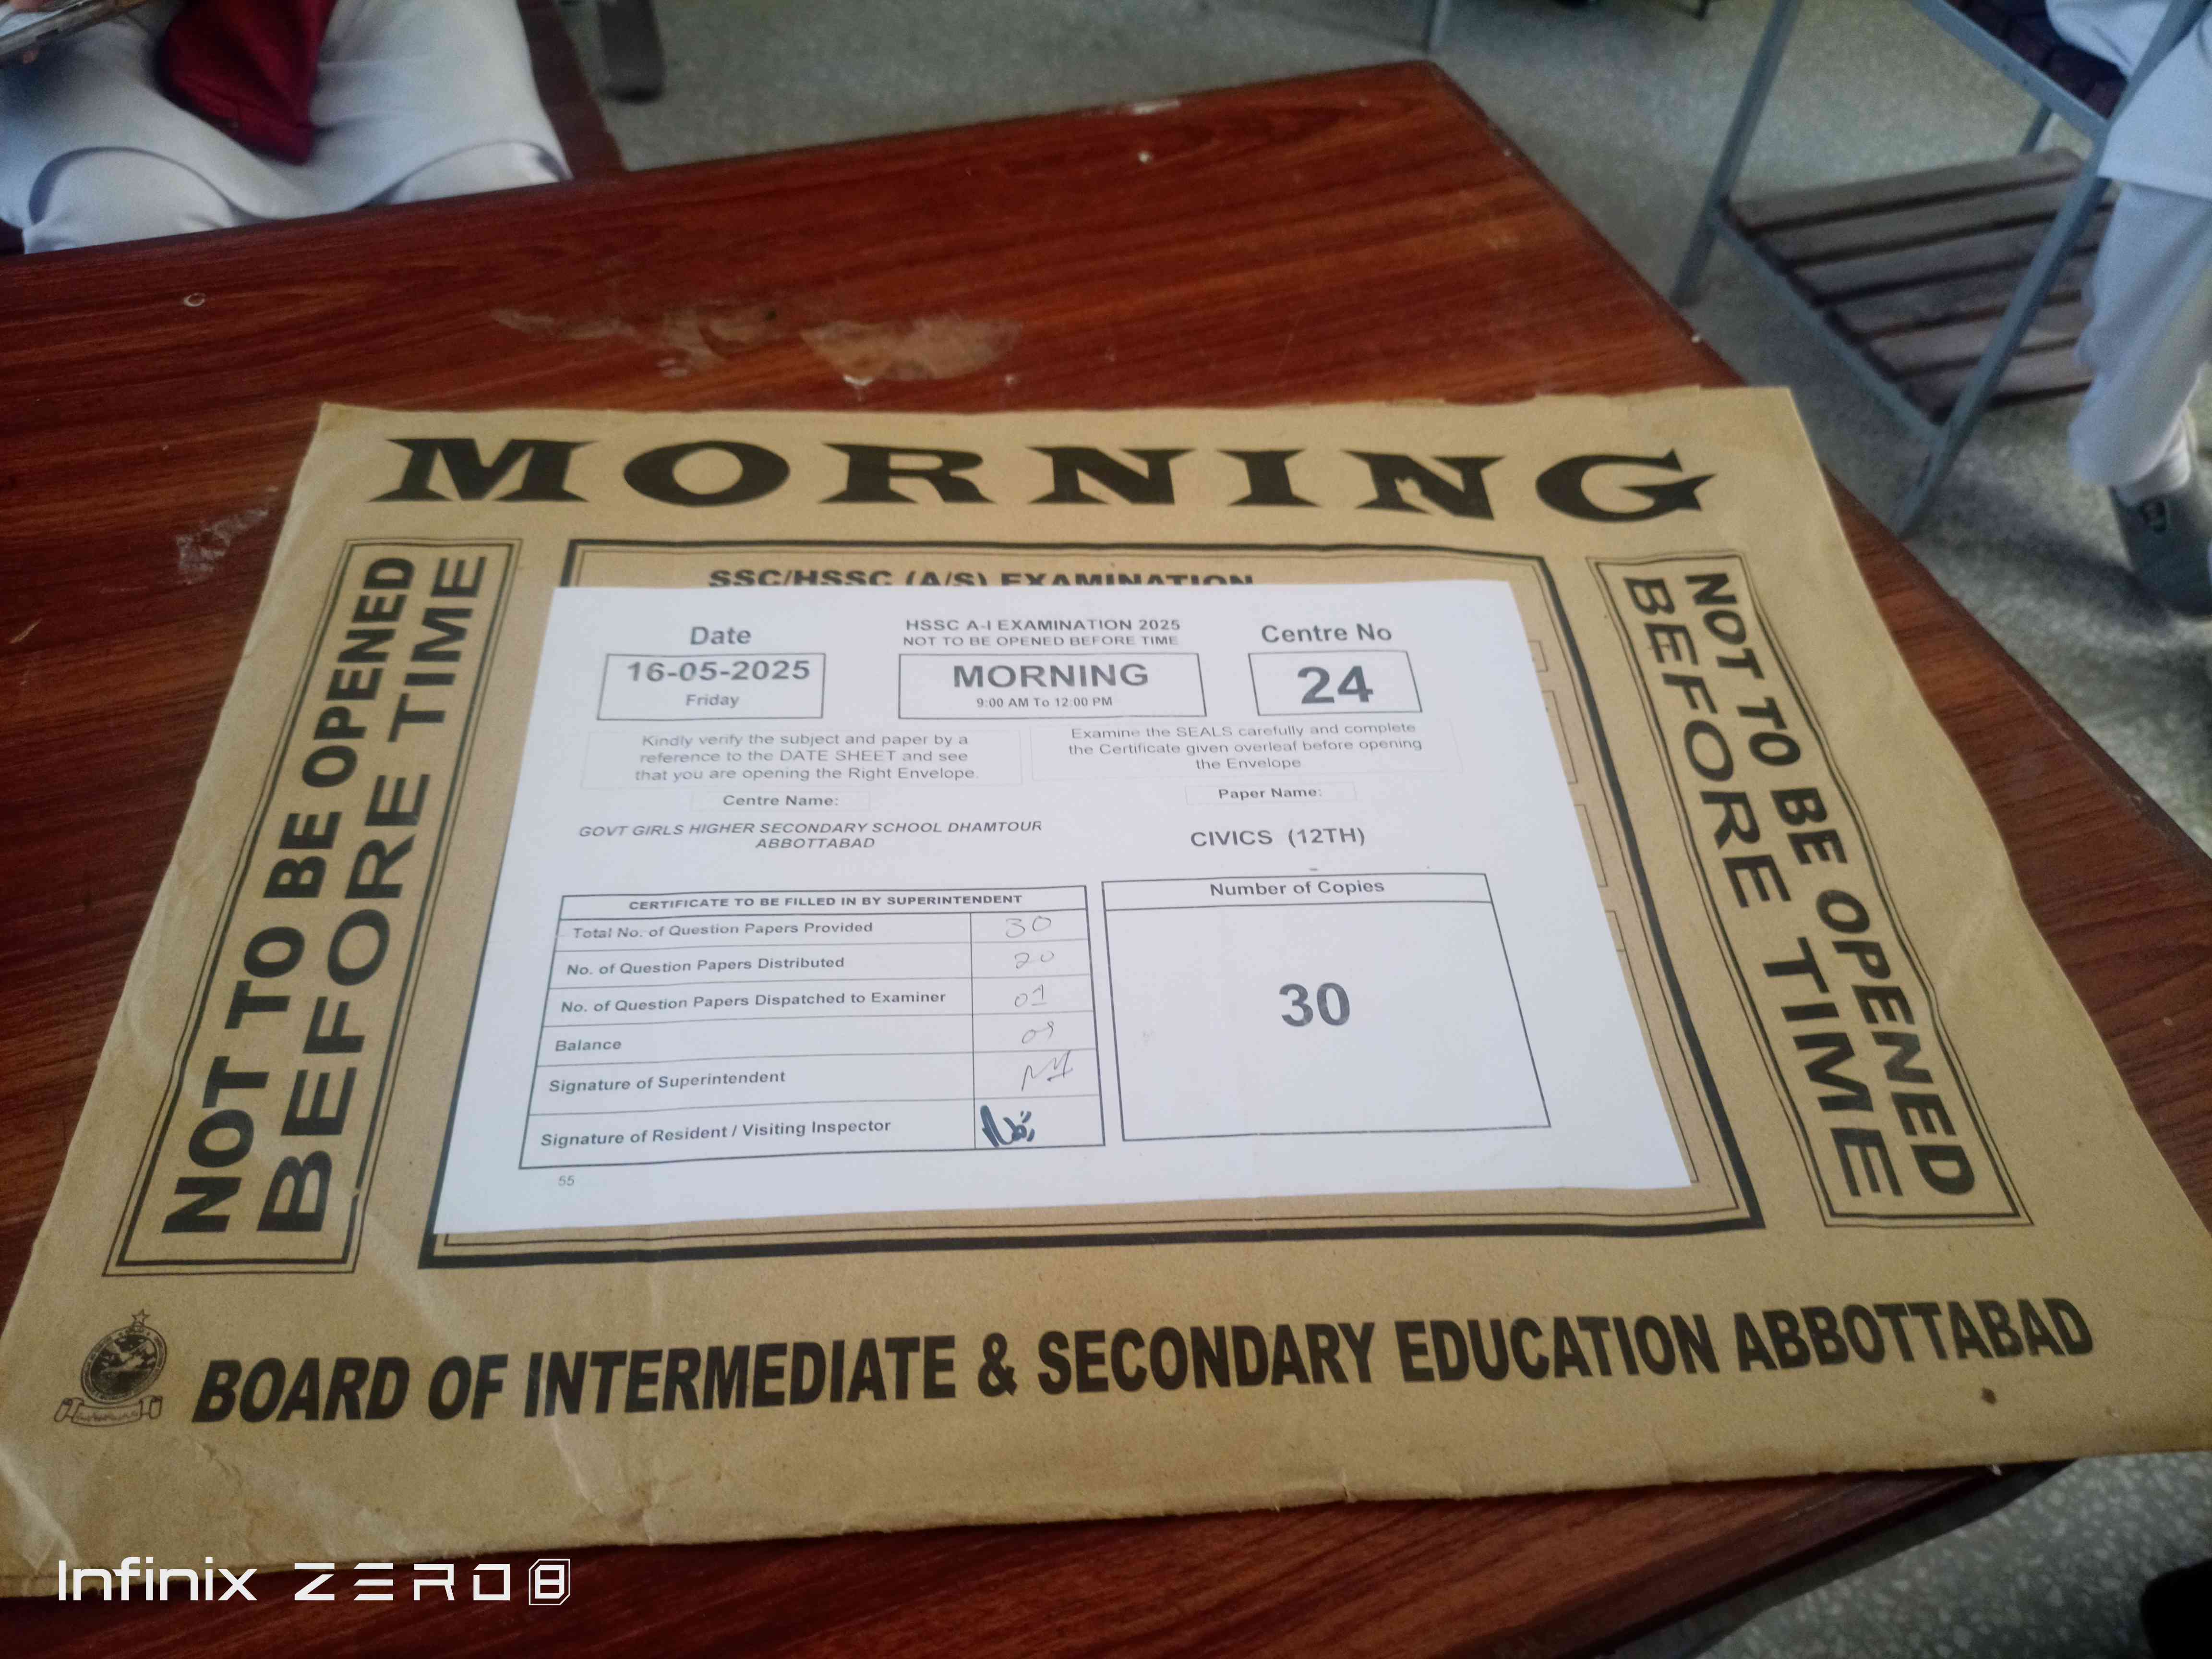 MORNING
NOT TO BE OPENED
BEFORE TIME
SSC/HSSC (A/S) EXAMINATION
Date
16-05-2025
Friday
HSSC A-I EXAMINATION 2025
NOT TO BE OPENED BEFORE TIME
MORNING
9:00 AM To 12:00 PM
Centre No
24
Kindly verify the subject and paper by a
reference to the DATE SHEET and see
that you are opening the Right Envelope.
Examine the SEALS carefully and complete
the Certificate given overleaf before opening
the Envelope
Centre Name:
GOVT GIRLS HIGHER SECONDARY SCHOOL DHAMTOUR
ABBOTTABAD
Paper Name:
CIVICS (12TH)
CERTIFICATE TO BE FILLED IN BY SUPERINTENDENT
Total No. of Question Papers Provided 30
No. of Question Papers Distributed 20
No. of Question Papers Dispatched to Examiner 01
Balance 09
Signature of Superintendent
Signature of Resident / Visiting Inspector
55
Number of Copies
30
NOT TO BE OPENED
BEFORE TIME
BOARD OF INTERMEDIATE & SECONDARY EDUCATION ABBOTTABAD
Infinix ZERO 8